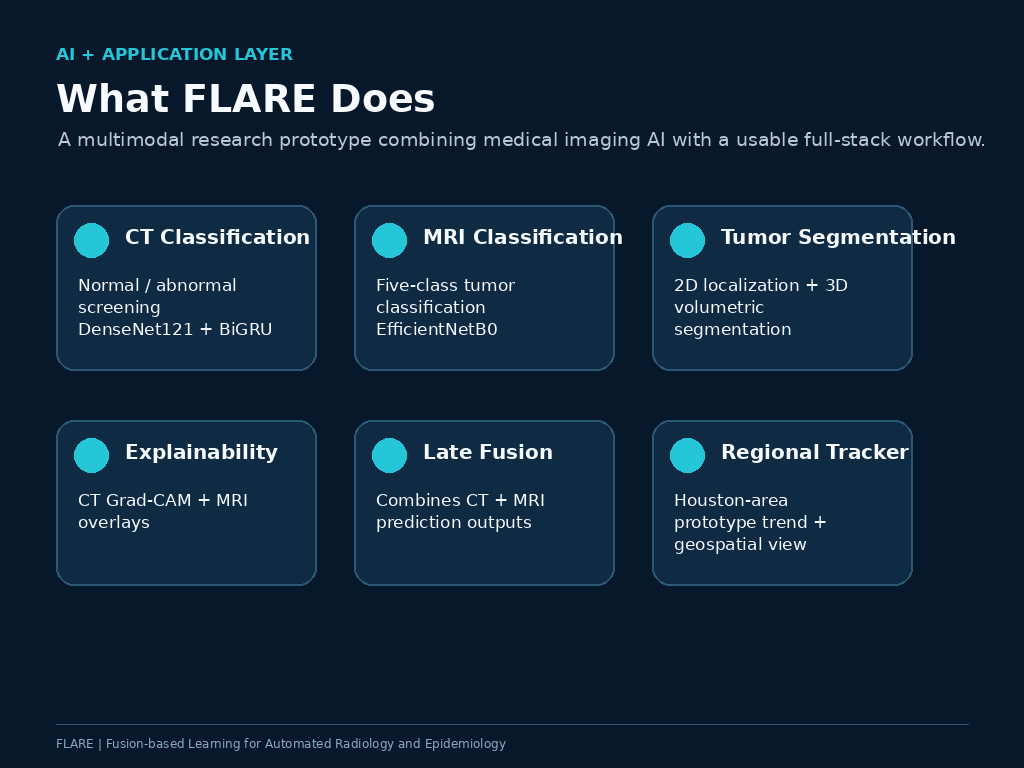 AI + APPLICATION LAYER
What FLARE Does
A multimodal research prototype combining medical imaging AI with a usable full-stack workflow.
CT Classification
Normal / abnormal
screening
DenseNet121 + BiGRU
MRI Classification
Five-class tumor
classification
EfficientNetB0
Tumor Segmentation
2D localization + 3D
volumetric
segmentation
Explainability
CT Grad-CAM + MRI
overlays
Late Fusion
Combines CT + MRI
prediction outputs
Regional Tracker
Houston-area
prototype trend +
geospatial view
FLARE | Fusion-based Learning for Automated Radiology and Epidemiology